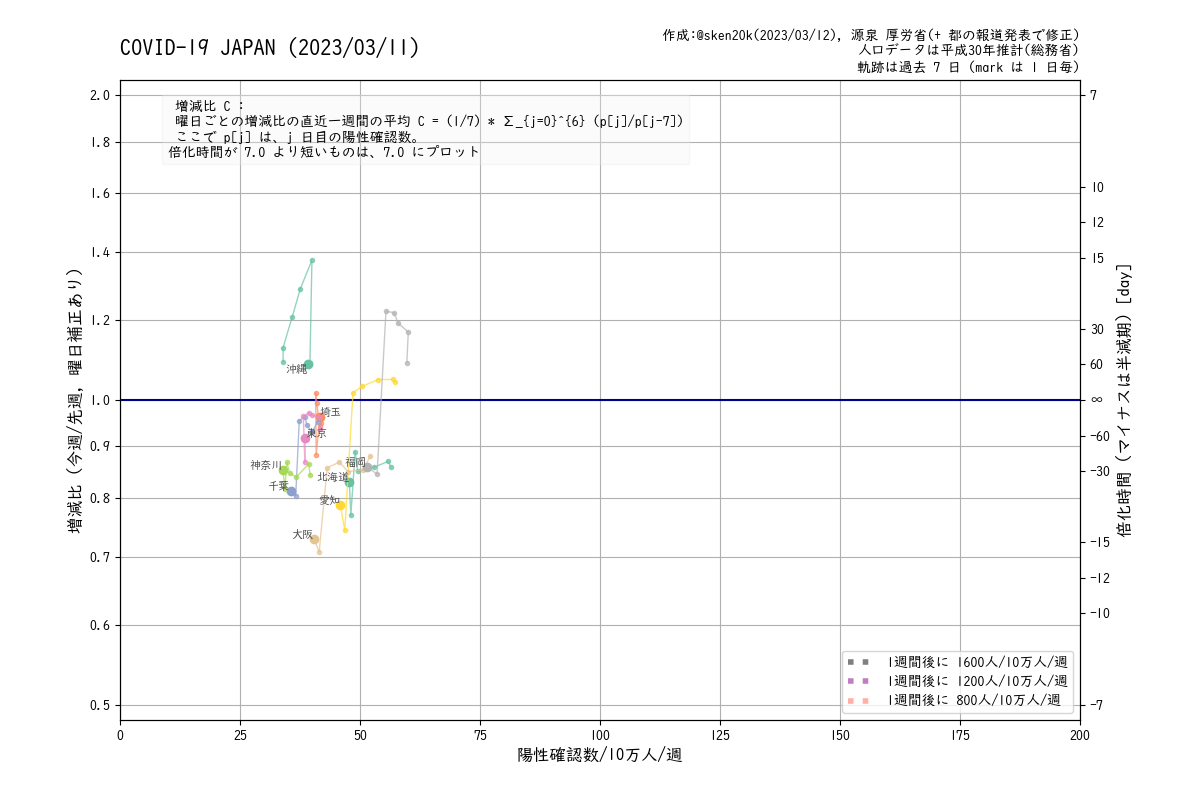 COVID-19 JAPAN (2023/03/11)
作成:@sken20k(2023/03/12), 源泉 厚労省(+ 都の報道発表で修正)
人口データは平成30年推計(総務省)
軌跡は過去 7 日 (mark は 1 日毎)
増減比 C :
曜日ごとの増減比の直近一週間の平均 C = (1/7) * Σ_{j=0}^{6} (p[j]/p[j-7])
ここで p[j] は、j 日目の陽性確認数。
倍化時間が 7.0 より短いものは、7.0 にプロット
増減比 (今週/先週, 曜日補正あり)
2.0
1.8
1.6
1.4
1.2
1.0
0.9
0.8
0.7
0.6
0.5
沖縄
埼玉
東京
福岡
神奈川
北海道
千葉
愛知
大阪
7
10
12
15
30
60
∞
-60
-30
-15
-12
-10
-7
倍化時間 (マイナスは半減期) [day]
1週間後に 1600人/10万人/週
1週間後に 1200人/10万人/週
1週間後に 800人/10万人/週
0 25 50 75 100 125 150 175 200
陽性確認数/10万人/週